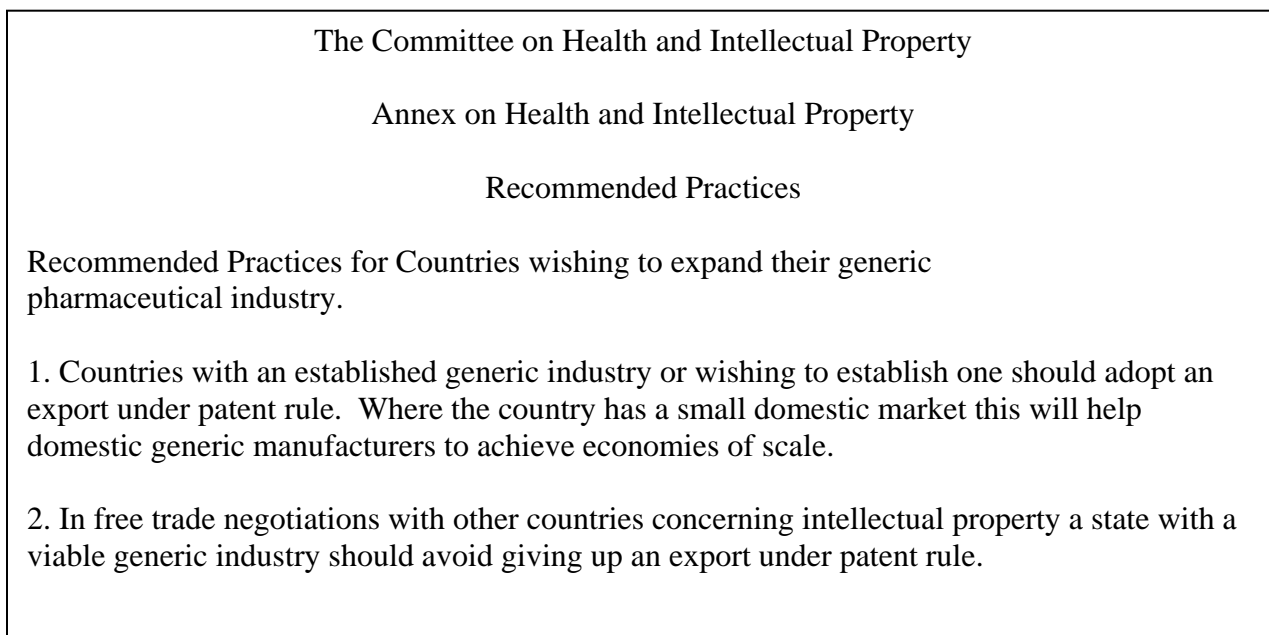 The Committee on Health and Intellectual Property
Annex on Health and Intellectual Property
Recommended Practices
Recommended Practices for Countries wishing to expand their generic
pharmaceutical industry.
1. Countries with an established generic industry or wishing to establish one should adopt an
export under patent rule.  Where the country has a small domestic market this will help
domestic generic manufacturers to achieve economies of scale.
2. In free trade negotiations with other countries concerning intellectual property a state with a
viable generic industry should avoid giving up an export under patent rule.